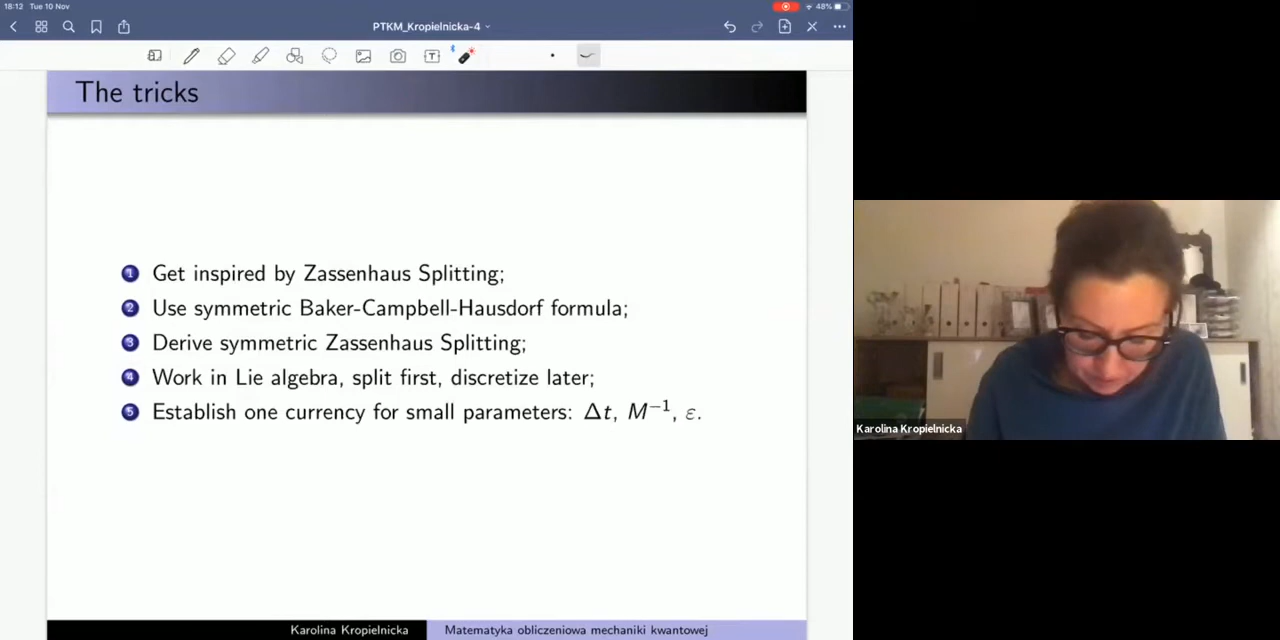 18:12 Tue 10 Nov
48%
PTKM_Kropielnicka-4
The tricks
1 Get inspired by Zassenhaus Splitting;
2 Use symmetric Baker-Campbell-Hausdorf formula;
3 Derive symmetric Zassenhaus Splitting;
4 Work in Lie algebra, split first, discretize later;
5 Establish one currency for small parameters: Δt, M⁻¹, ε.
Karolina Kropielnicka
Karolina Kropielnicka Matematyka obliczeniowa mechaniki kwantowej